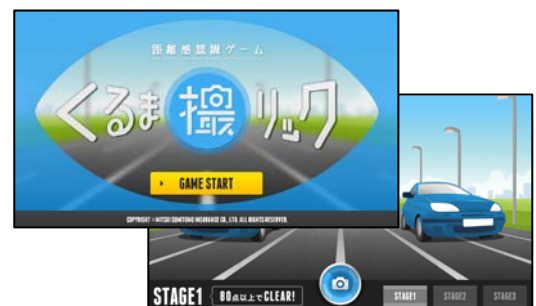 距離感認識ゲーム
くるま撮リック
GAME START
COPYRIGHT © MITSUI SUMITOMO INSURANCE CO., LTD. ALL RIGHTS RESERVED.
STAGE1
80点以上でCLEAR!
STAGE1
STAGE2
STAGE3